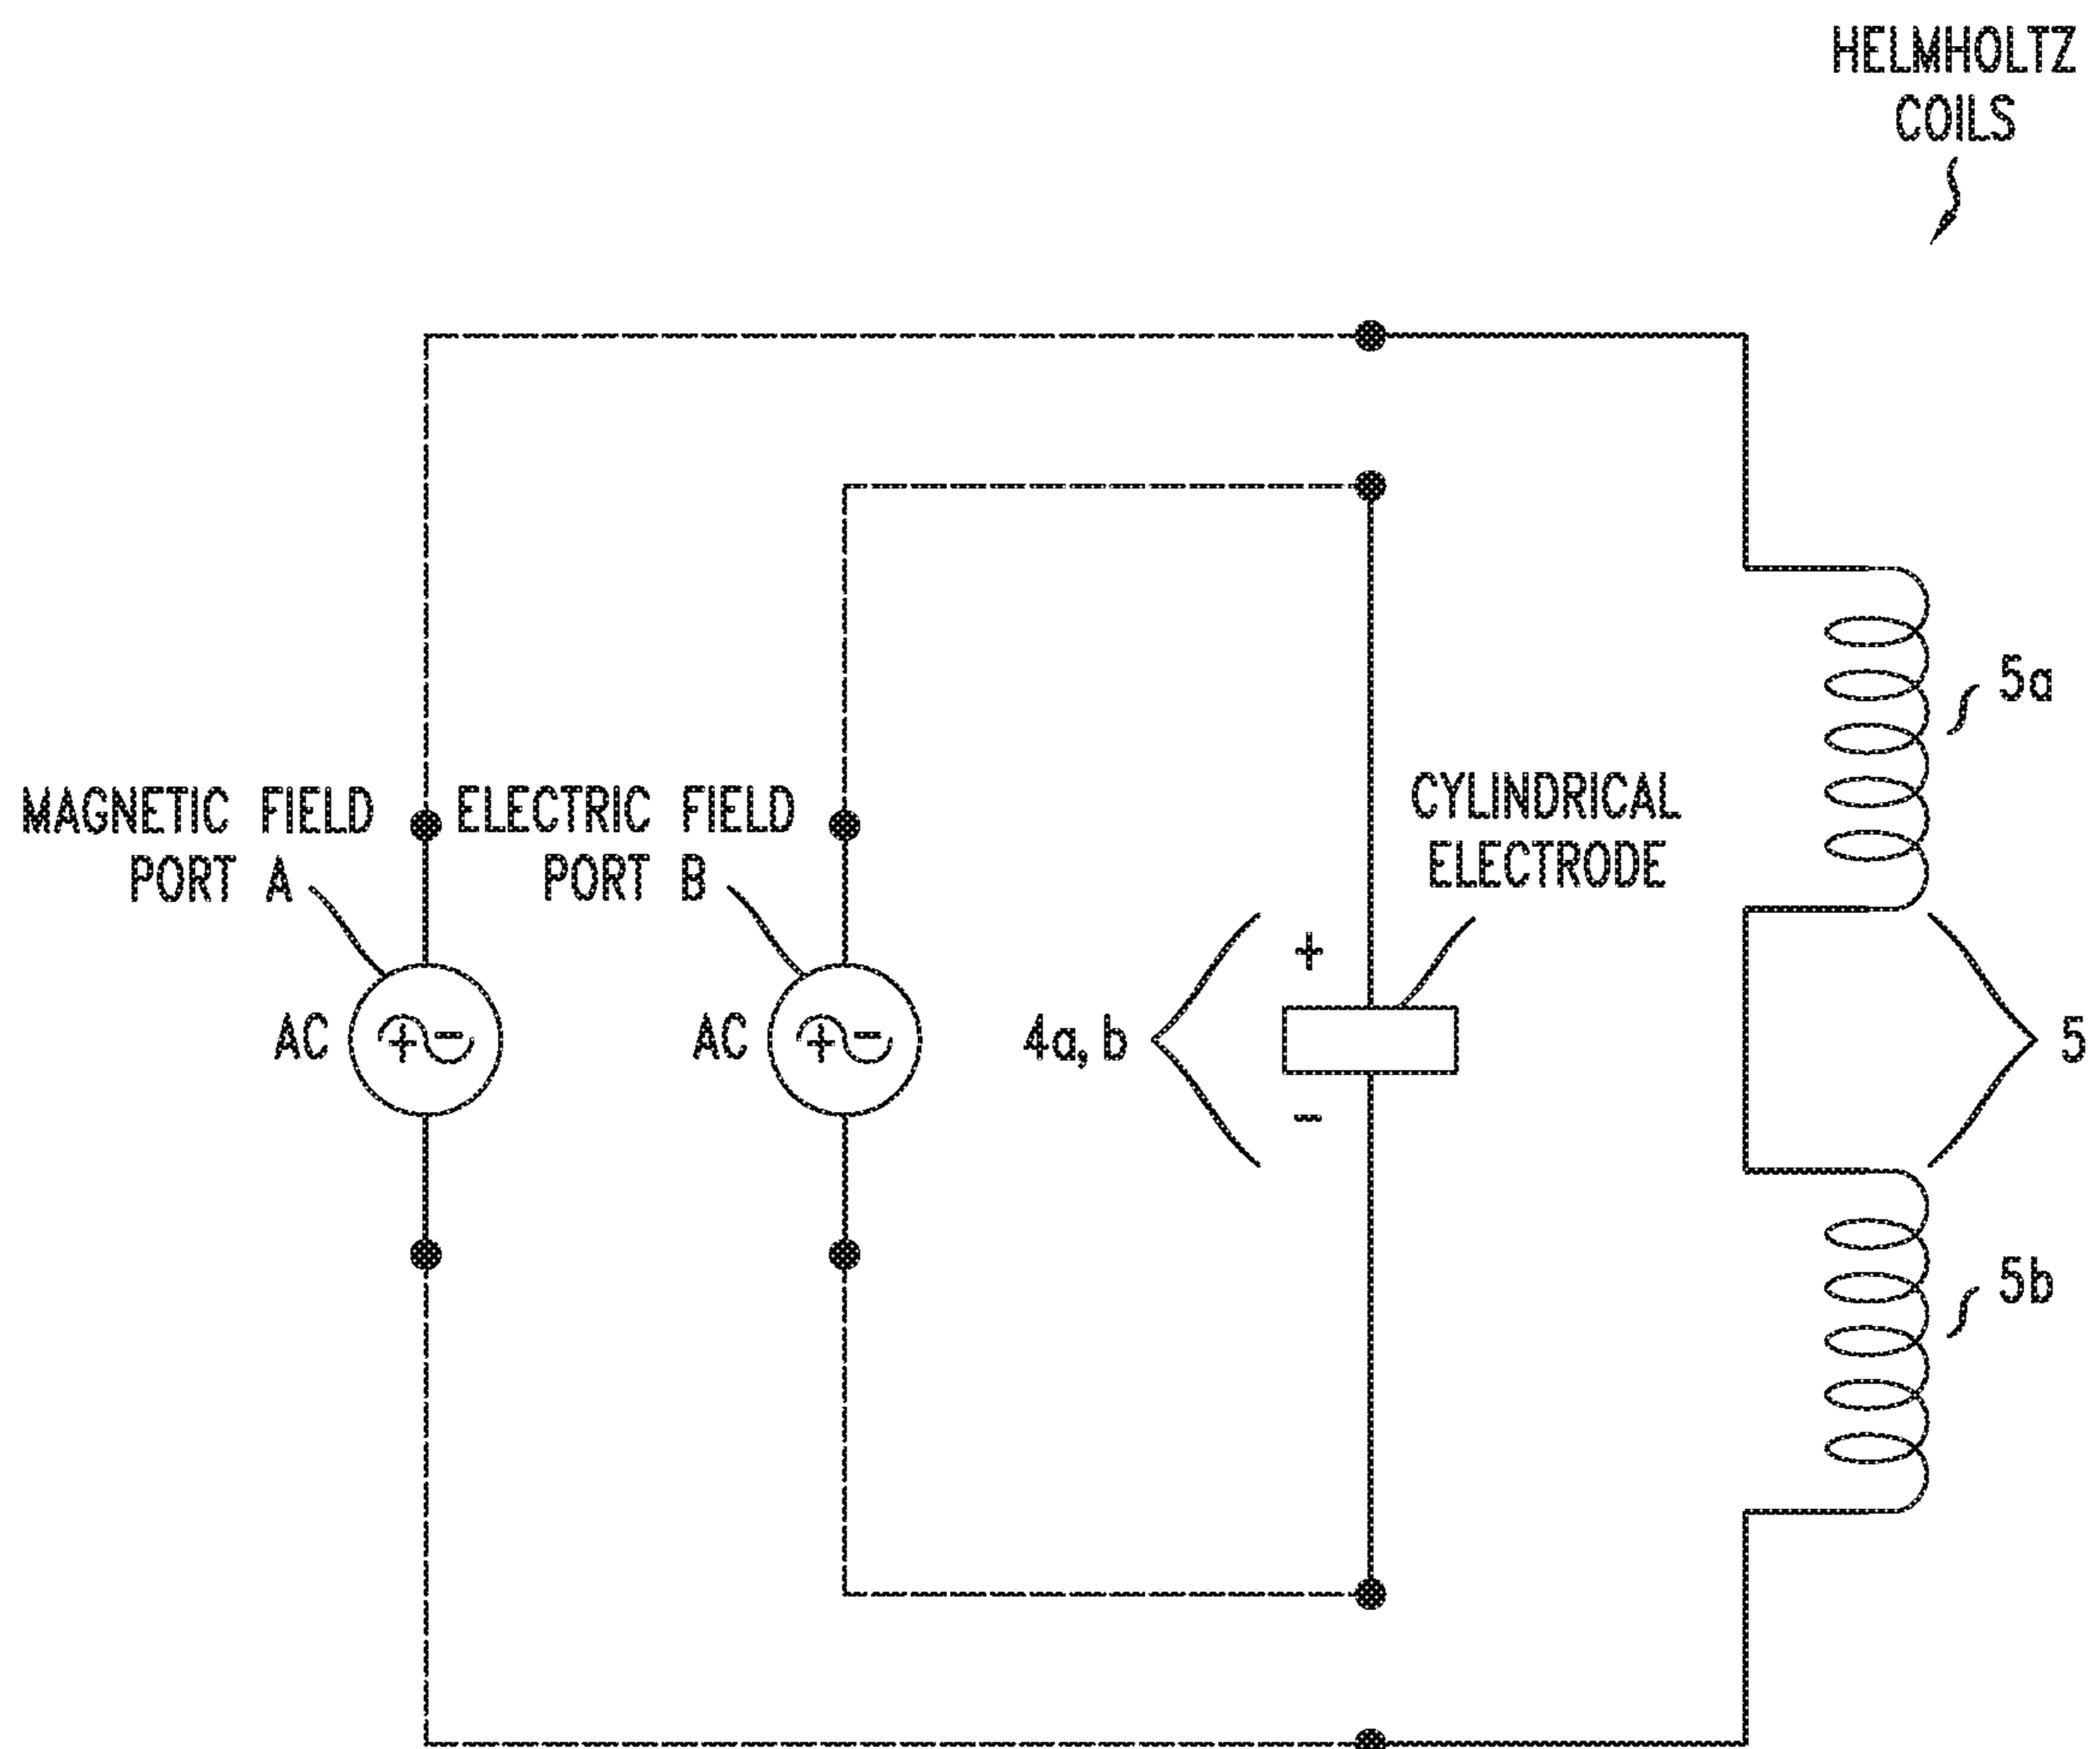 HELMHOLTZ
COILS
5a
MAGNETIC FIELD
PORT A
ELECTRIC FIELD
PORT B
CYLINDRICAL
ELECTRODE
+
AC
+ -
AC
+ -
4a, b
5
-
5b